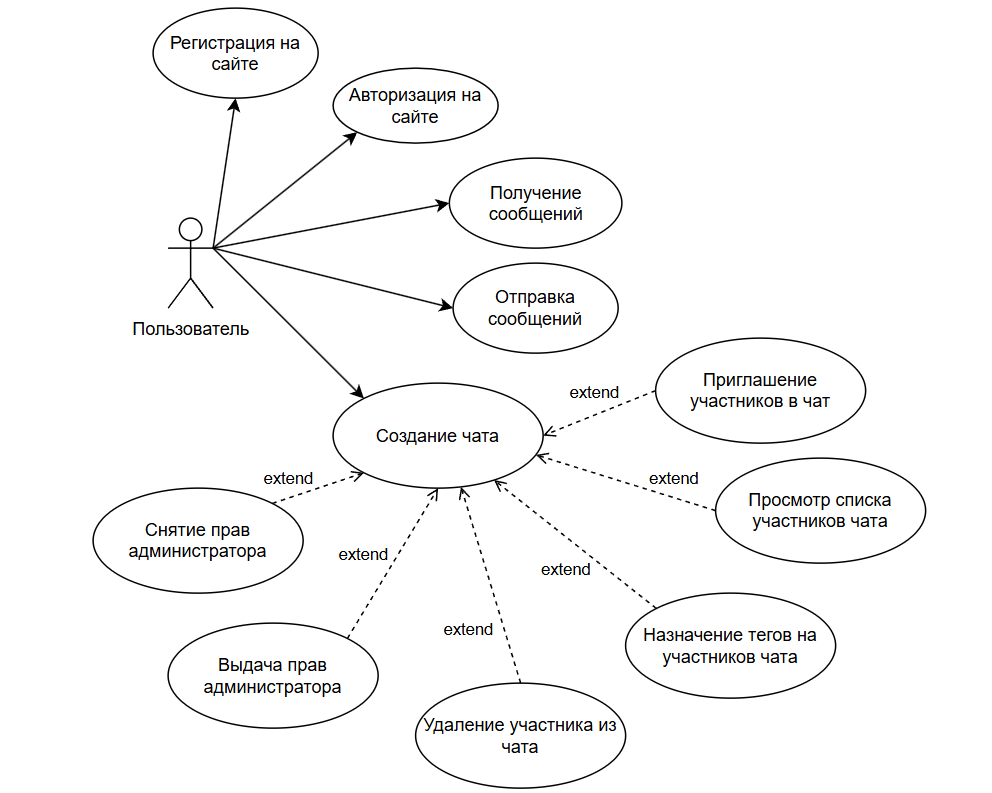 Регистрация на
сайте
Авторизация на
сайте
Получение
сообщений
Отправка
сообщений
Пользователь
Приглашение
участников в чат
extend
Создание чата
extend
Просмотр списка
участников чата
extend
Снятие прав
администратора
extend
extend
Назначение тегов на
участников чата
extend
Выдача прав
администратора
Удаление участника из
чата